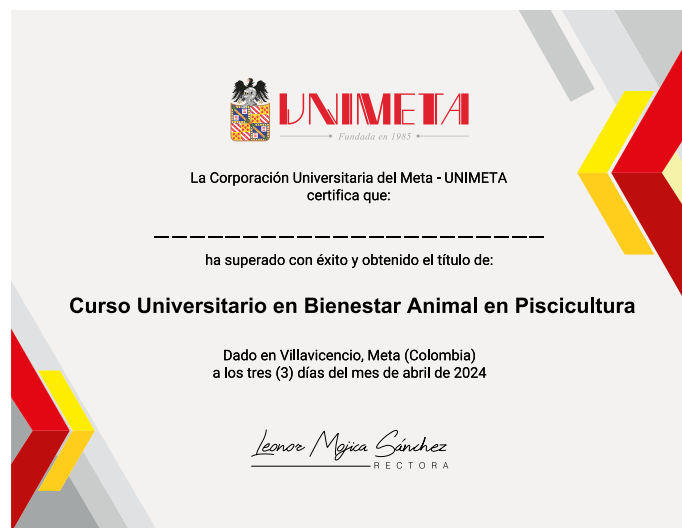 UNIMETA
Fundada en 1985
La Corporación Universitaria del Meta - UNIMETA
certifica que:
ha superado con éxito y obtenido el título de:
Curso Universitario en Bienestar Animal en Piscicultura
Dado en Villavicencio, Meta (Colombia)
a los tres (3) días del mes de abril de 2024
Leonor Mojica Sánchez
RECTORA